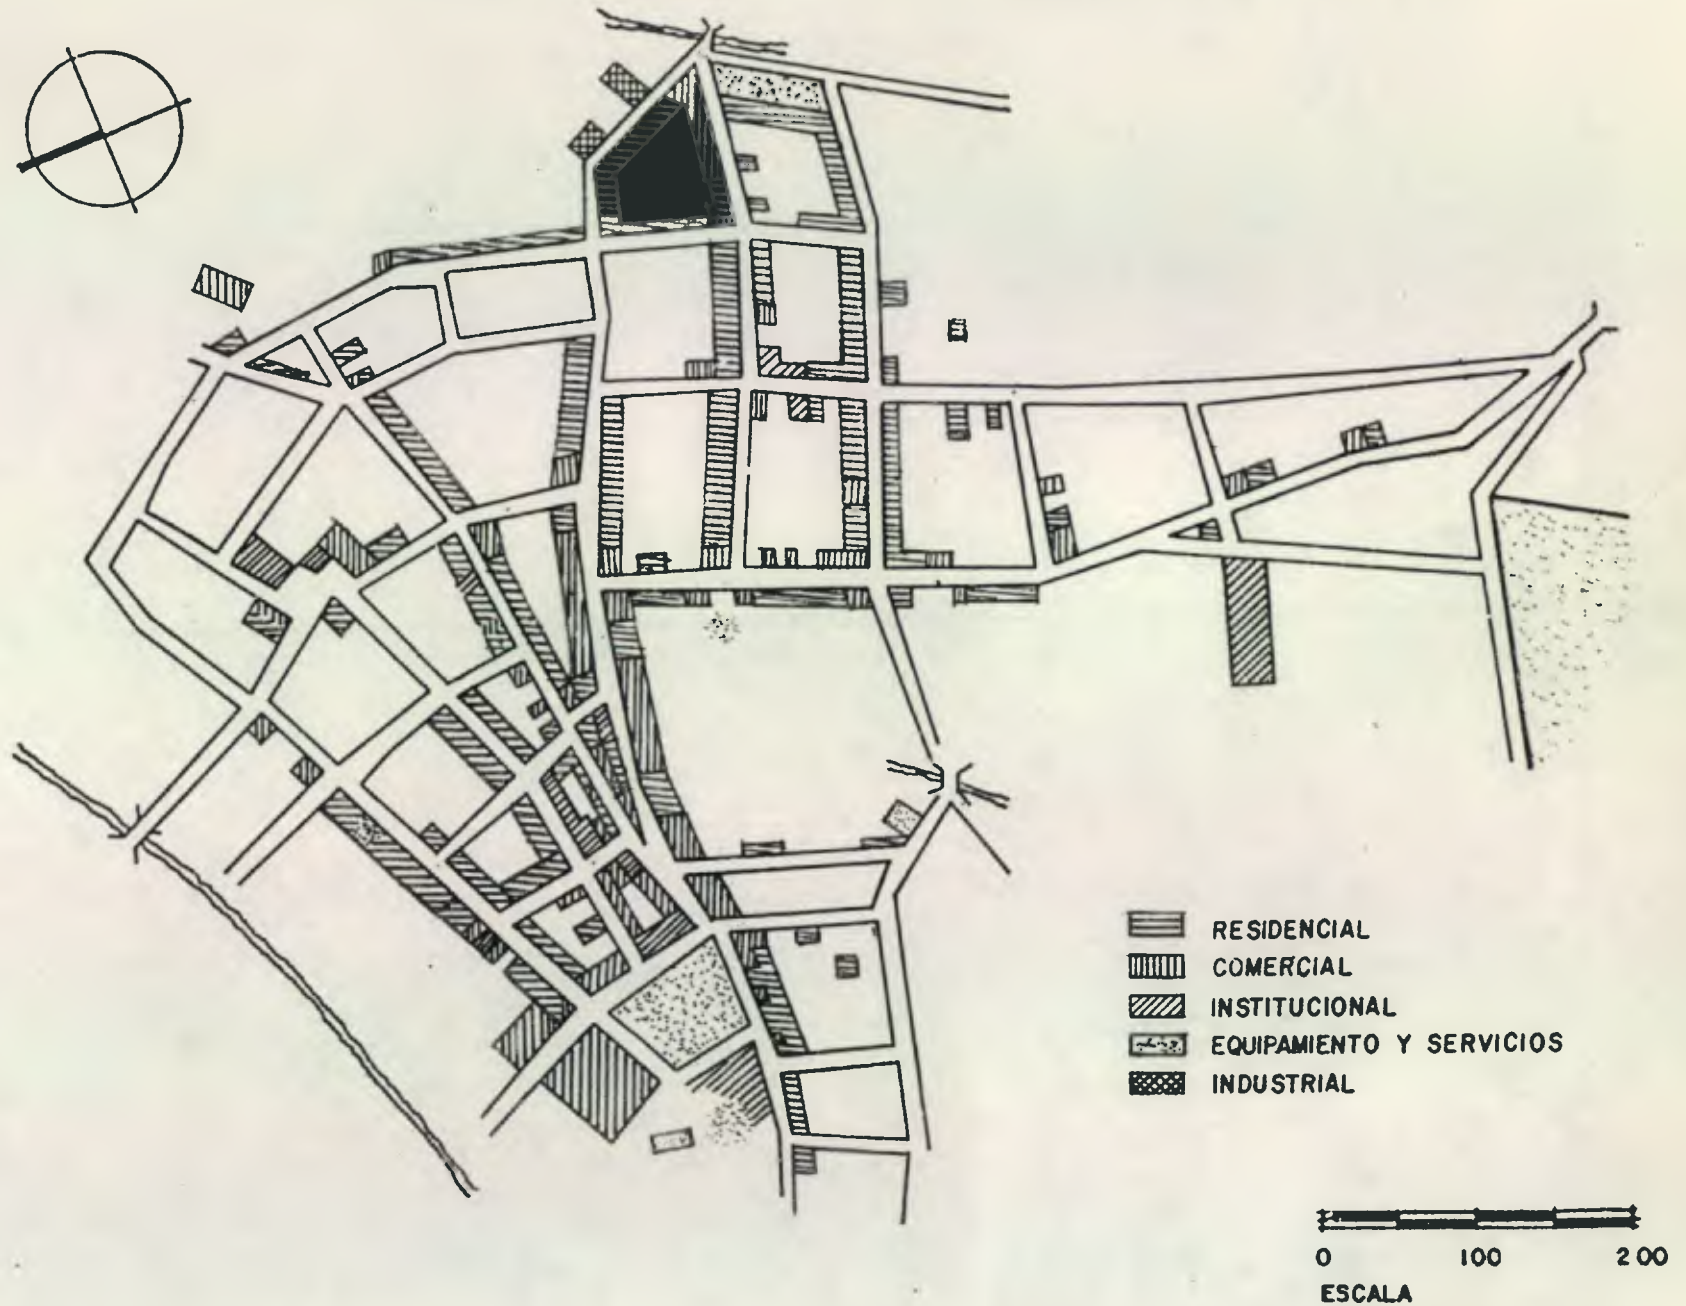 RESIDENCIAL
COMERCIAL
INSTITUCIONAL
EQUIPAMIENTO Y SERVICIOS
INDUSTRIAL
0 100 200
ESCALA